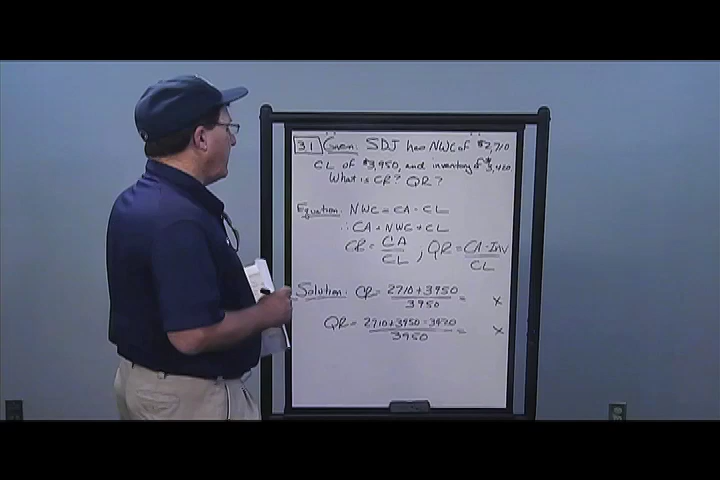 3.1 Given: SDJ has NWC of $2,710
CL of $3,950, and inventory of $3,420.
What is CR? QR?
Equation: NWC = CA - CL
∴ CA = NWC + CL
CR = CA/CL ; QR = CA-Inv/CL
Solution: CR = 2710+3950/3950 = x
QR = 2710+3950-3420/3950 = x